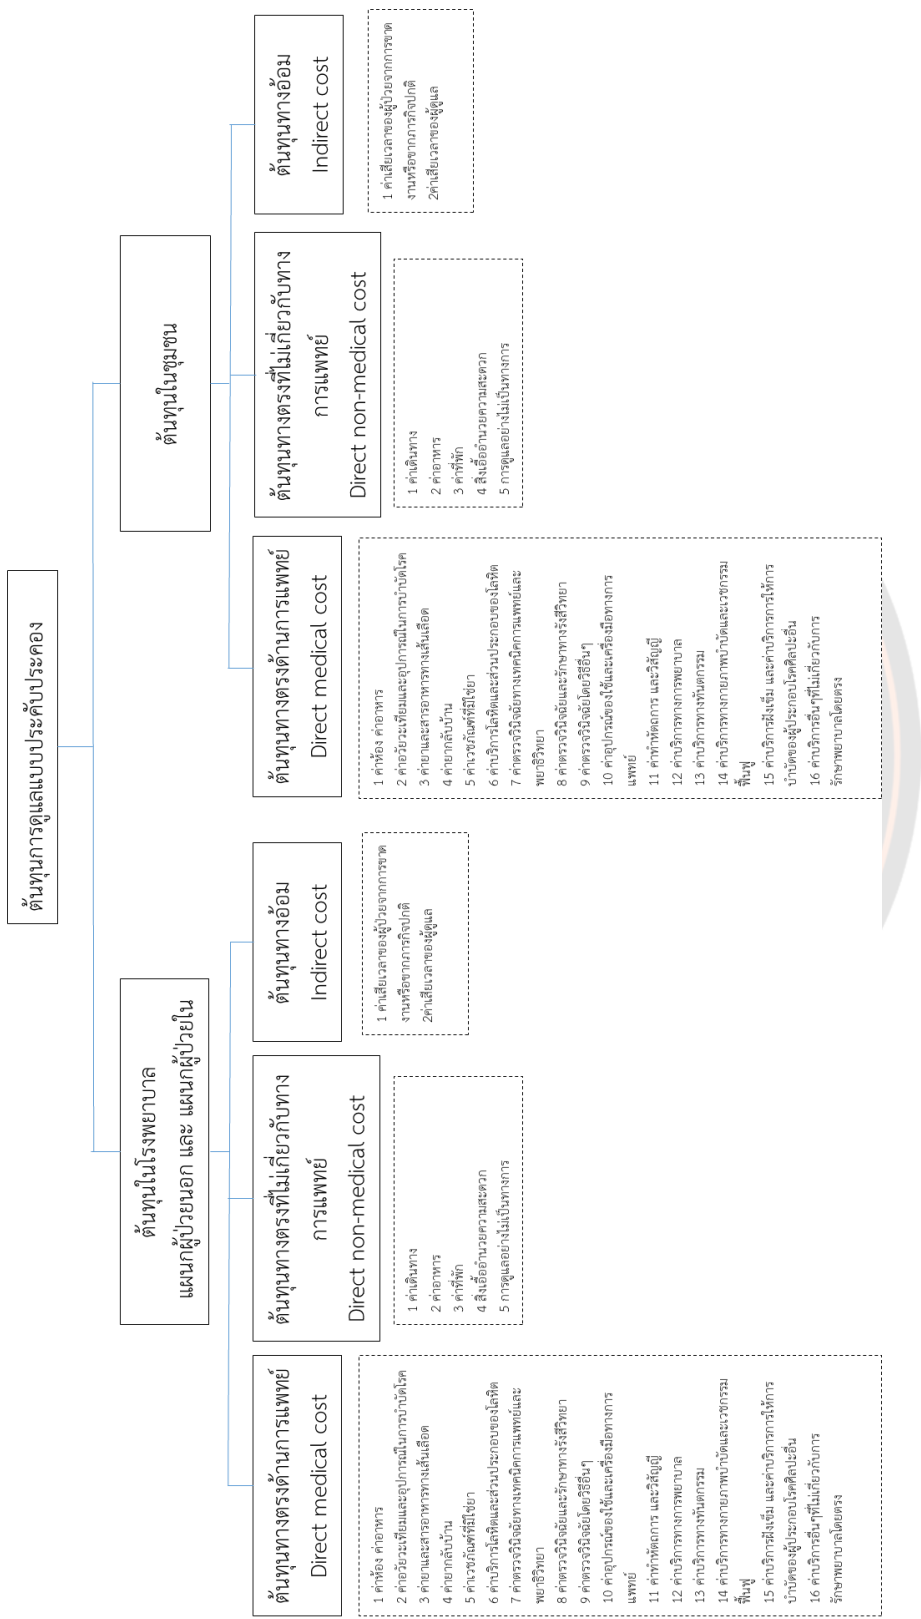 ต้นทุนการดูแลแบบประคับประคอง
ต้นทุนในโรงพยาบาล
แผนกผู้ป่วยนอก และ แผนกผู้ป่วยใน
ต้นทุนในชุมชน
ต้นทุนทางตรงด้านการแพทย์
Direct medical cost
ต้นทุนทางตรงที่ไม่เกี่ยวกับทาง
การแพทย์
Direct non-medical cost
ต้นทุนทางอ้อม
Indirect cost
ต้นทุนทางตรงด้านการแพทย์
Direct medical cost
ต้นทุนทางตรงที่ไม่เกี่ยวกับทาง
การแพทย์
Direct non-medical cost
ต้นทุนทางอ้อม
Indirect cost
1 ค่าห้อง ค่าอาหาร
2 ค่าอวัยวะเทียมและอุปกรณ์ในการบำบัดโรค
3 ค่ายาและสารอาหารทางเส้นเลือด
4 ค่ายากลับบ้าน
5 ค่าเวชภัณฑ์ที่มิใช่ยา
6 ค่าบริการโลหิตและส่วนประกอบของโลหิต
7 ค่าตรวจวินิจฉัยทางเทคนิคการแพทย์และ
พยาธิวิทยา
8 ค่าตรวจวินิจฉัยและรักษาทางรังสีวิทยา
9 ค่าตรวจวินิจฉัยโดยวิธีอื่นๆ
10 ค่าอุปกรณ์ของใช้และเครื่องมือทางการ
แพทย์
11 ค่าทำหัตถการ และวิสัญญี
12 ค่าบริการทางการพยาบาล
13 ค่าบริการทางทันตกรรม
14 ค่าบริการทางกายภาพบำบัดและเวชกรรม
ฟื้นฟู
15 ค่าบริการฝังเข็ม และค่าบริการการให้การ
บำบัดของผู้ประกอบโรคศิลปะอื่น
16 ค่าบริการอื่นๆที่ไม่เกี่ยวกับการ
รักษาพยาบาลโดยตรง
1 ค่าเดินทาง
2 ค่าอาหาร
3 ค่าที่พัก
4 สิ่งเอื้ออำนวยความสะดวก
5 การดูแลอย่างไม่เป็นทางการ
1 ค่าเสียเวลาของผู้ป่วยจากการขาด
งานหรือขากภารกิจปกติ
2ค่าเสียเวลาของผู้ดูแล
1 ค่าห้อง ค่าอาหาร
2 ค่าอวัยวะเทียมและอุปกรณ์ในการบำบัดโรค
3 ค่ายาและสารอาหารทางเส้นเลือด
4 ค่ายากลับบ้าน
5 ค่าเวชภัณฑ์ที่มิใช่ยา
6 ค่าบริการโลหิตและส่วนประกอบของโลหิต
7 ค่าตรวจวินิจฉัยทางเทคนิคการแพทย์และ
พยาธิวิทยา
8 ค่าตรวจวินิจฉัยและรักษาทางรังสีวิทยา
9 ค่าตรวจวินิจฉัยโดยวิธีอื่นๆ
10 ค่าอุปกรณ์ของใช้และเครื่องมือทางการ
แพทย์
11 ค่าทำหัตถการ และวิสัญญี
12 ค่าบริการทางการพยาบาล
13 ค่าบริการทางทันตกรรม
14 ค่าบริการทางกายภาพบำบัดและเวชกรรม
ฟื้นฟู
15 ค่าบริการฝังเข็ม และค่าบริการการให้การ
บำบัดของผู้ประกอบโรคศิลปะอื่น
16 ค่าบริการอื่นๆที่ไม่เกี่ยวกับการ
รักษาพยาบาลโดยตรง
1 ค่าเดินทาง
2 ค่าอาหาร
3 ค่าที่พัก
4 สิ่งเอื้ออำนวยความสะดวก
5 การดูแลอย่างไม่เป็นทางการ
1 ค่าเสียเวลาของผู้ป่วยจากการขาด
งานหรือขากภารกิจปกติ
2ค่าเสียเวลาของผู้ดูแล